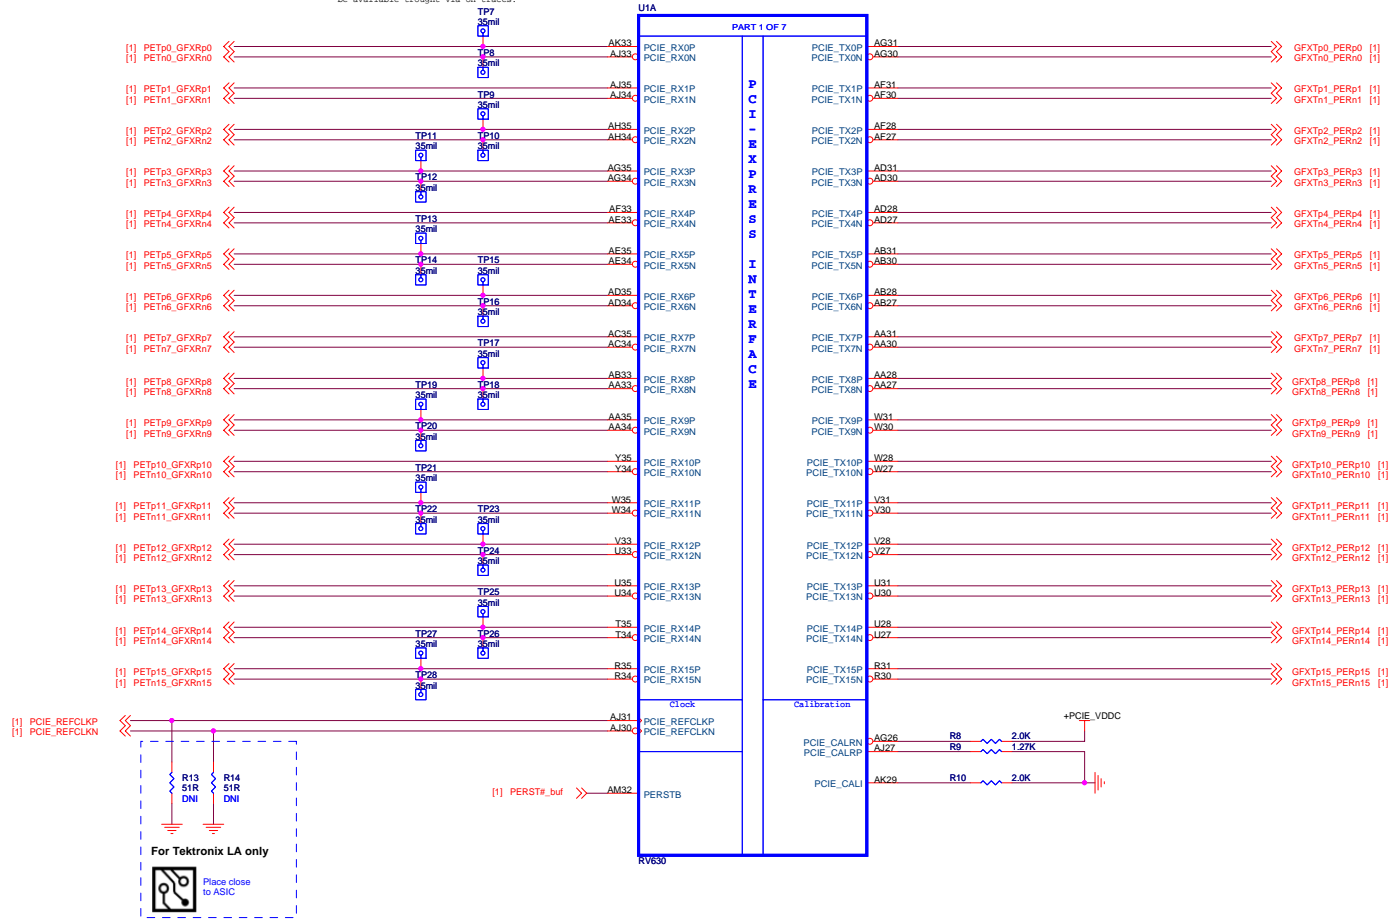 be available trought via on traces.
U1A
PART 1 OF 7
PCI-EXPRESS INTERFACE
TP7
35mil
[1] PETp0_GFXRp0 AK33 PCIE_RX0P PCIE_TX0P AG31 GFXTp0_PERp0 [1]
[1] PETn0_GFXRn0 AJ33 PCIE_RX0N PCIE_TX0N AG30 GFXTn0_PERn0 [1]
TP8
35mil
[1] PETp1_GFXRp1 AJ35 PCIE_RX1P PCIE_TX1P AF31 GFXTp1_PERp1 [1]
[1] PETn1_GFXRn1 AJ34 PCIE_RX1N PCIE_TX1N AF30 GFXTn1_PERn1 [1]
TP9
35mil
[1] PETp2_GFXRp2 AH35 PCIE_RX2P PCIE_TX2P AF28 GFXTp2_PERp2 [1]
[1] PETn2_GFXRn2 AH34 PCIE_RX2N PCIE_TX2N AF27 GFXTn2_PERn2 [1]
TP11 TP10
35mil 35mil
[1] PETp3_GFXRp3 AG35 PCIE_RX3P PCIE_TX3P AD31 GFXTp3_PERp3 [1]
[1] PETn3_GFXRn3 AG34 PCIE_RX3N PCIE_TX3N AD30 GFXTn3_PERn3 [1]
TP12
35mil
[1] PETp4_GFXRp4 AF33 PCIE_RX4P PCIE_TX4P AD28 GFXTp4_PERp4 [1]
[1] PETn4_GFXRn4 AE33 PCIE_RX4N PCIE_TX4N AD27 GFXTn4_PERn4 [1]
TP13
35mil
[1] PETp5_GFXRp5 AE35 PCIE_RX5P PCIE_TX5P AB31 GFXTp5_PERp5 [1]
[1] PETn5_GFXRn5 AE34 PCIE_RX5N PCIE_TX5N AB30 GFXTn5_PERn5 [1]
TP14 TP15
35mil 35mil
[1] PETp6_GFXRp6 AD35 PCIE_RX6P PCIE_TX6P AB28 GFXTp6_PERp6 [1]
[1] PETn6_GFXRn6 AD34 PCIE_RX6N PCIE_TX6N AB27 GFXTn6_PERn6 [1]
TP16
35mil
[1] PETp7_GFXRp7 AC35 PCIE_RX7P PCIE_TX7P AA31 GFXTp7_PERp7 [1]
[1] PETn7_GFXRn7 AC34 PCIE_RX7N PCIE_TX7N AA30 GFXTn7_PERn7 [1]
TP17
35mil
[1] PETp8_GFXRp8 AB33 PCIE_RX8P PCIE_TX8P AA28 GFXTp8_PERp8 [1]
[1] PETn8_GFXRn8 AA33 PCIE_RX8N PCIE_TX8N AA27 GFXTn8_PERn8 [1]
TP19 TP18
35mil 35mil
[1] PETp9_GFXRp9 AA35 PCIE_RX9P PCIE_TX9P W31 GFXTp9_PERp9 [1]
[1] PETn9_GFXRn9 AA34 PCIE_RX9N PCIE_TX9N W30 GFXTn9_PERn9 [1]
TP20
35mil
[1] PETp10_GFXRp10 Y35 PCIE_RX10P PCIE_TX10P W28 GFXTp10_PERp10 [1]
[1] PETn10_GFXRn10 Y34 PCIE_RX10N PCIE_TX10N W27 GFXTn10_PERn10 [1]
TP21
35mil
[1] PETp11_GFXRp11 W35 PCIE_RX11P PCIE_TX11P V31 GFXTp11_PERp11 [1]
[1] PETn11_GFXRn11 W34 PCIE_RX11N PCIE_TX11N V30 GFXTn11_PERn11 [1]
TP22 TP23
35mil 35mil
[1] PETp12_GFXRp12 V33 PCIE_RX12P PCIE_TX12P V28 GFXTp12_PERp12 [1]
[1] PETn12_GFXRn12 U33 PCIE_RX12N PCIE_TX12N V27 GFXTn12_PERn12 [1]
TP24
35mil
[1] PETp13_GFXRp13 U35 PCIE_RX13P PCIE_TX13P U31 GFXTp13_PERp13 [1]
[1] PETn13_GFXRn13 U34 PCIE_RX13N PCIE_TX13N U30 GFXTn13_PERn13 [1]
TP25
35mil
[1] PETp14_GFXRp14 T35 PCIE_RX14P PCIE_TX14P U28 GFXTp14_PERp14 [1]
[1] PETn14_GFXRn14 T34 PCIE_RX14N PCIE_TX14N U27 GFXTn14_PERn14 [1]
TP27 TP26
35mil 35mil
[1] PETp15_GFXRp15 R35 PCIE_RX15P PCIE_TX15P R31 GFXTp15_PERp15 [1]
[1] PETn15_GFXRn15 R34 PCIE_RX15N PCIE_TX15N R30 GFXTn15_PERn15 [1]
TP28
35mil
Clock Calibration
[1] PCIE_REFCLKP AJ31 PCIE_REFCLKP
[1] PCIE_REFCLKN AJ30 PCIE_REFCLKN
+PCIE_VDDC
PCIE_CALRN AG26 R8 2.0K
PCIE_CALRP AJ27 R9 1.27K
PCIE_CALI AK29 R10 2.0K
R13 R14
51R 51R
DNI DNI
[1] PERST#_buf AM32 PERSTB
For Tektronix LA only
Place close
to ASIC
RV630